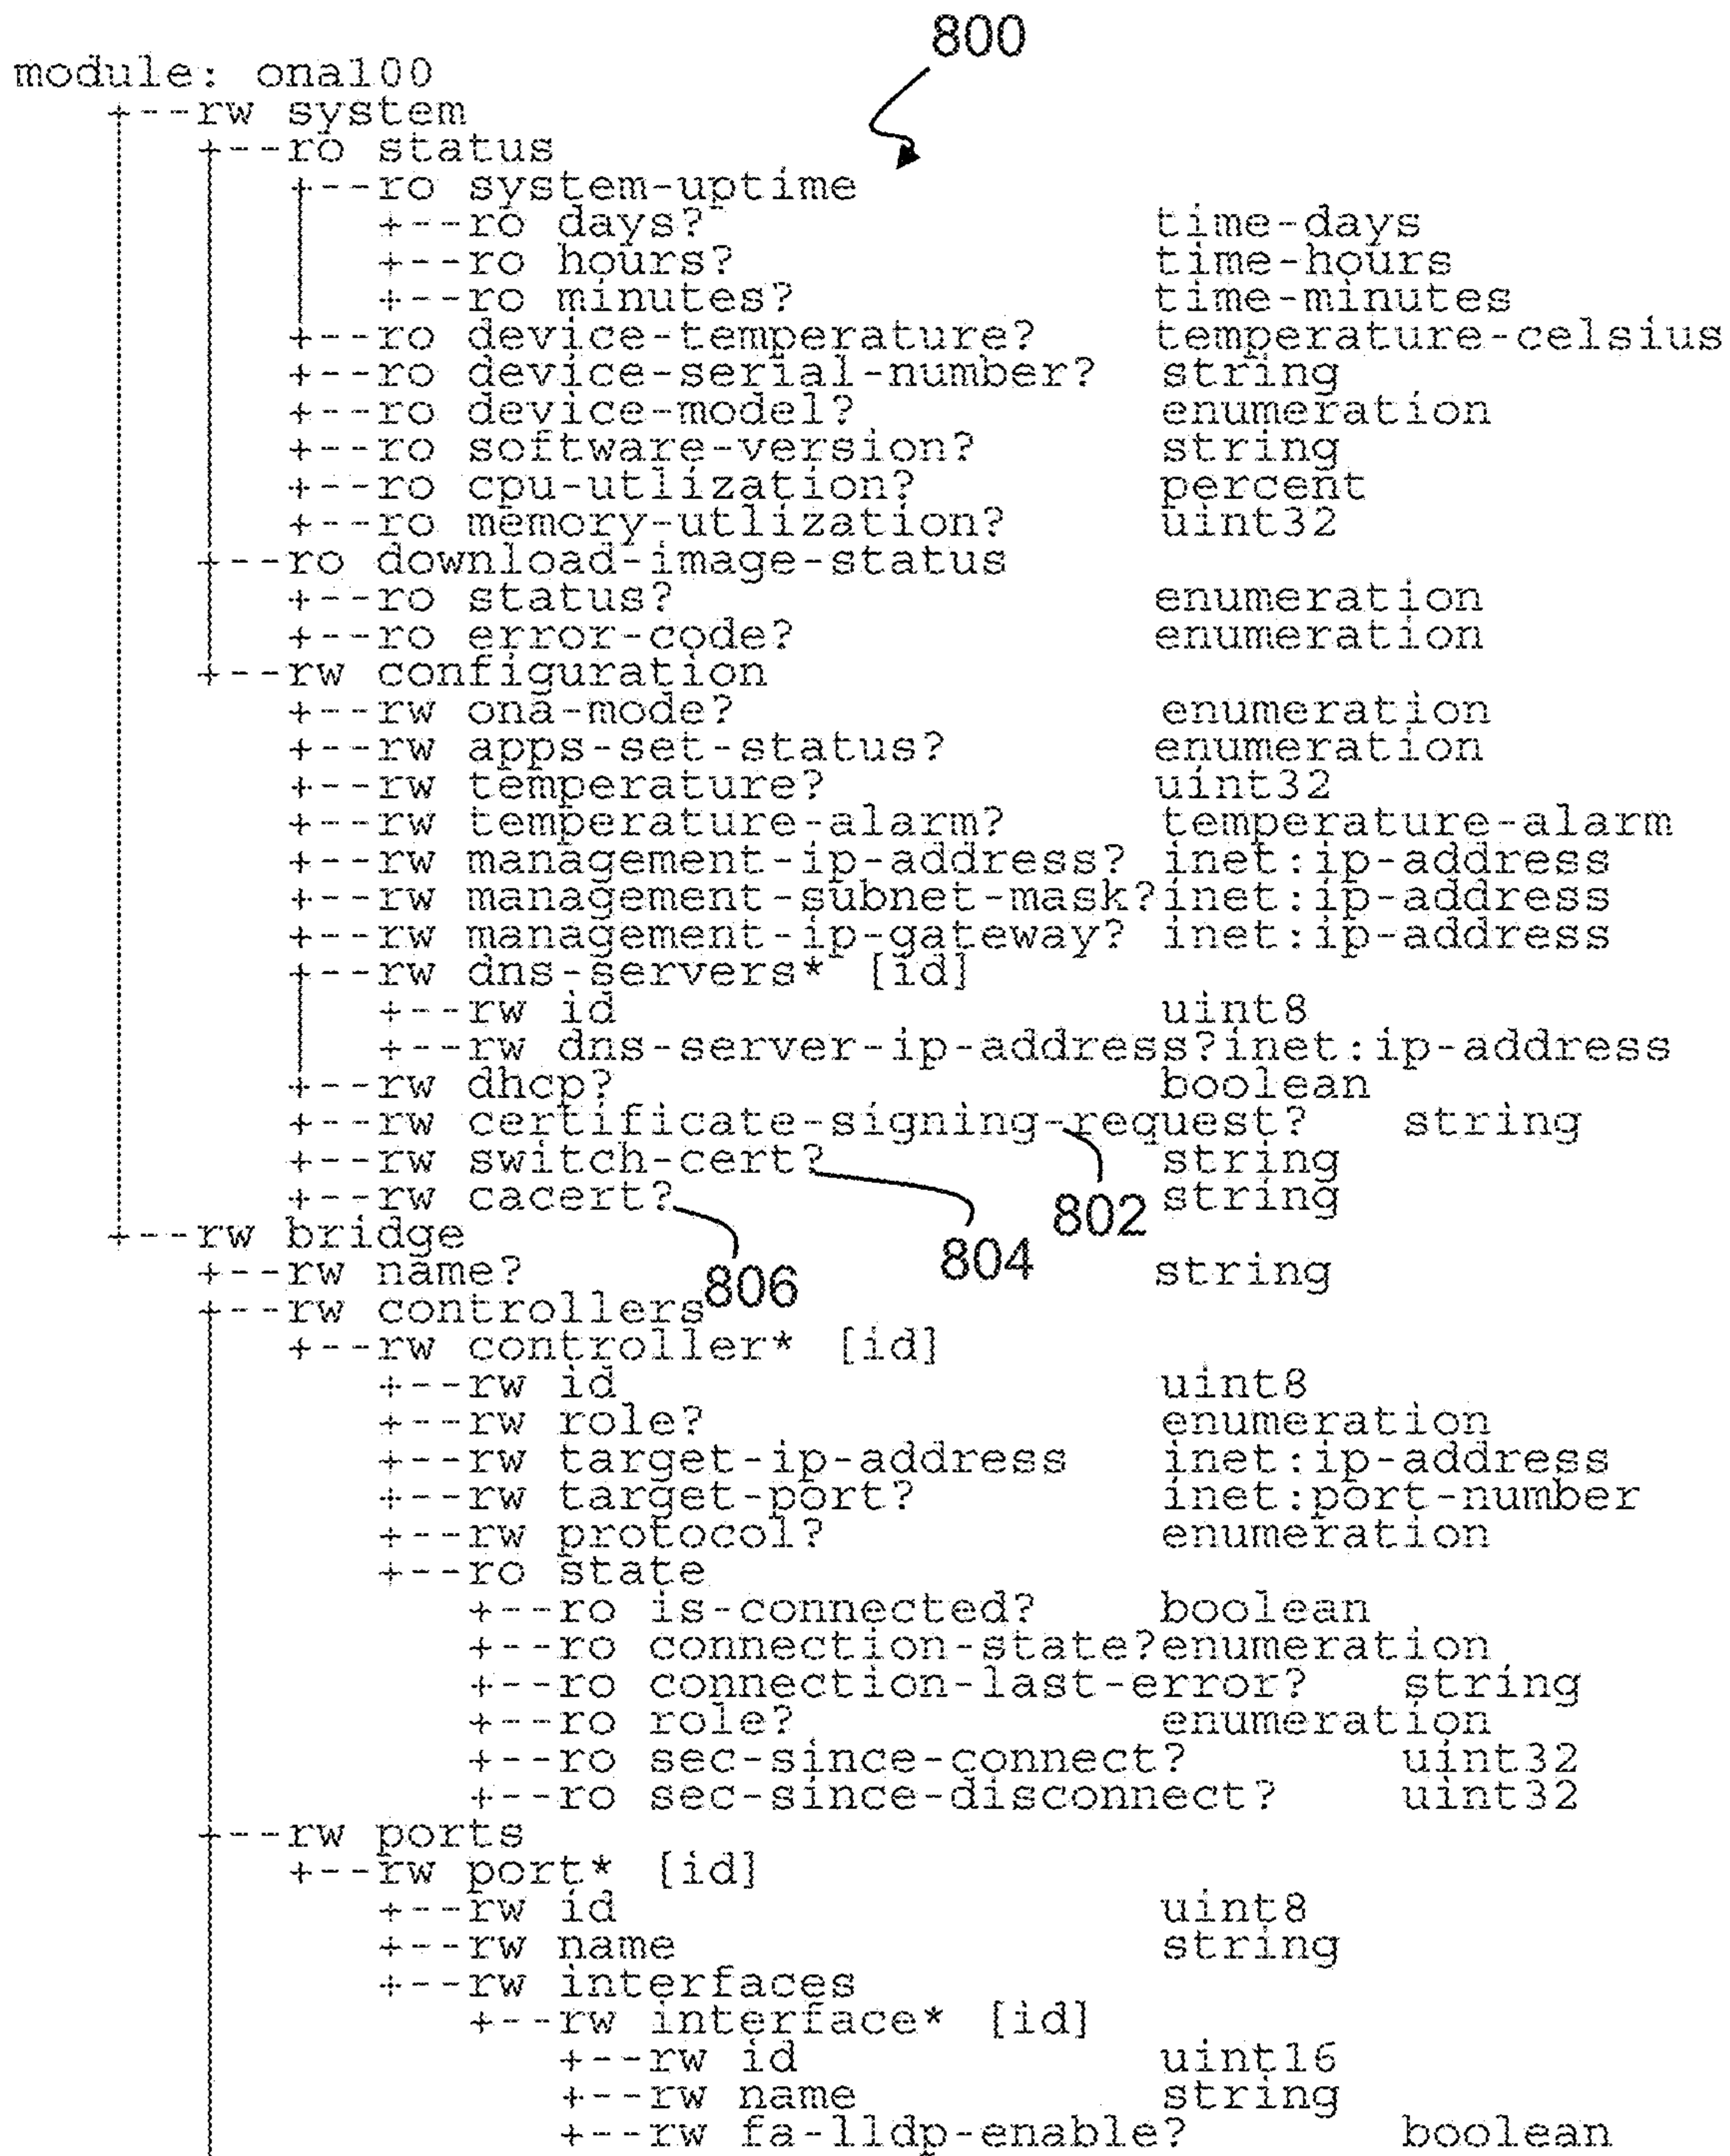 800
module: ona100
+--rw system
+--ro status
+--ro system-uptime
+--ro days? time-days
+--ro hours? time-hours
+--ro minutes? time-minutes
+--ro device-temperature? temperature-celsius
+--ro device-serial-number? string
+--ro device-model? enumeration
+--ro software-version? string
+--ro cpu-utlization? percent
+--ro memory-utlization? uint32
+--ro download-image-status
+--ro status? enumeration
+--ro error-code? enumeration
+--rw configuration
+--rw ona-mode? enumeration
+--rw apps-set-status? enumeration
+--rw temperature? uint32
+--rw temperature-alarm? temperature-alarm
+--rw management-ip-address? inet:ip-address
+--rw management-subnet-mask?inet:ip-address
+--rw management-ip-gateway? inet:ip-address
+--rw dns-servers* [id]
+--rw id uint8
+--rw dns-server-ip-address?inet:ip-address
+--rw dhcp? boolean
+--rw certificate-signing-request? string
+--rw switch-cert? string
+--rw cacert? string
802
+--rw bridge
804
+--rw name? string
806
+--rw controllers
+--rw controller* [id]
+--rw id uint8
+--rw role? enumeration
+--rw target-ip-address inet:ip-address
+--rw target-port? inet:port-number
+--rw protocol? enumeration
+--ro state
+--ro is-connected? boolean
+--ro connection-state?enumeration
+--ro connection-last-error? string
+--ro role? enumeration
+--ro sec-since-connect? uint32
+--ro sec-since-disconnect? uint32
+--rw ports
+--rw port* [id]
+--rw id uint8
+--rw name string
+--rw interfaces
+--rw interface* [id]
+--rw id uint16
+--rw name string
+--rw fa-lldp-enable? boolean